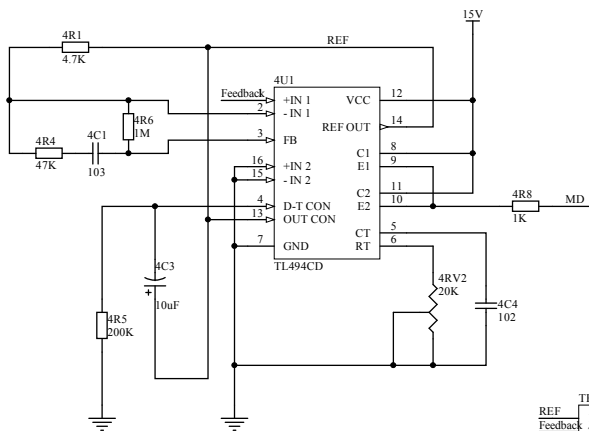 15V
4R1
REF
4.7K
4U1
Feedback
+IN 1
VCC
12
2
- IN 1
REF OUT
14
4R6
1M
3
FB
4R4
4C1
47K
103
C1
8
E1
9
16
+IN 2
15
- IN 2
C2
11
4
D-T CON
E2
10
4R8
MD
1K
13
OUT CON
CT
5
7
GND
RT
6
TL494CD
4C3
10uF
4RV2
20K
4C4
102
4R5
200K
REF
Feedback